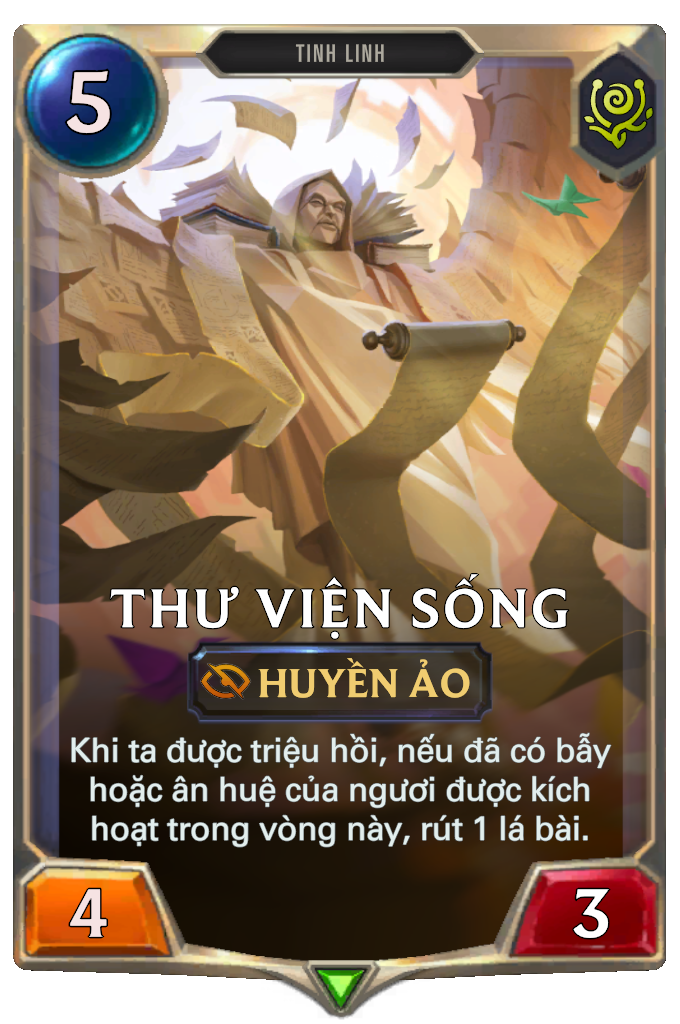 TINH LINH
5
THƯ VIỆN SỐNG
HUYỀN ẢO
Khi ta được triệu hồi, nếu đã có bẫy
hoặc ân huệ của ngươi được kích
hoạt trong vòng này, rút 1 lá bài.
4
3